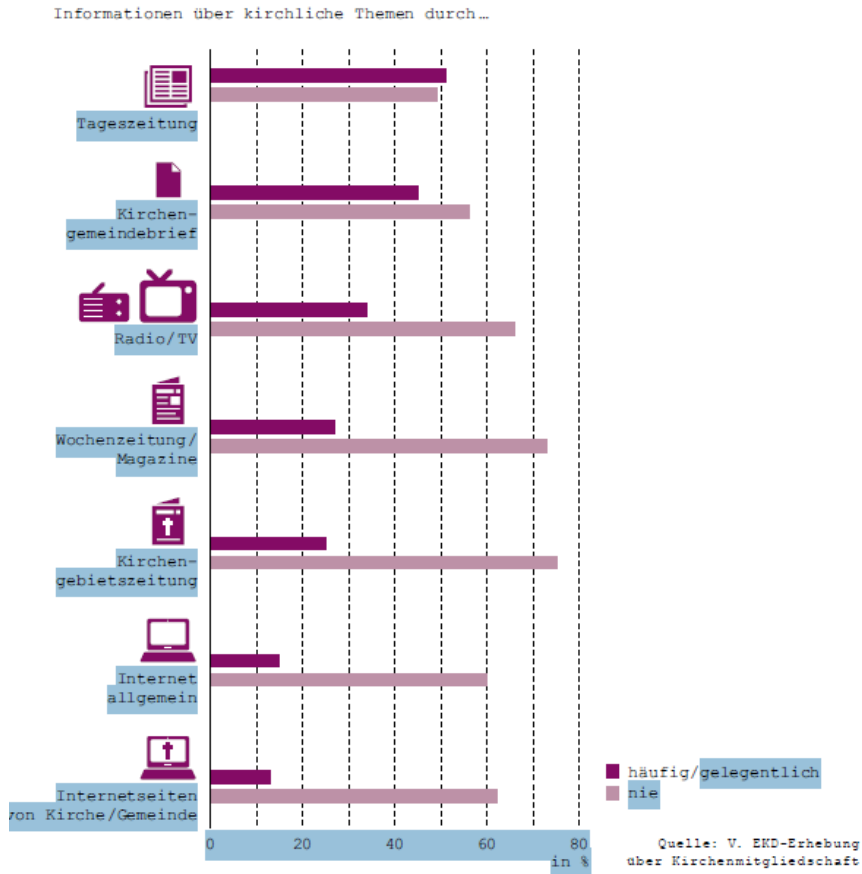 Informationen über kirchliche Themen durch…
Tageszeitung
Kirchen-
gemeindebrief
Radio/TV
Wochenzeitung/
Magazine
Kirchen-
gebietszeitung
Internet
allgemein
Internetseiten
von Kirche/Gemeinde
0 20 40 60 80
in %
häufig/gelegentlich
nie
Quelle: V. EKD-Erhebung
über Kirchenmitgliedschaft